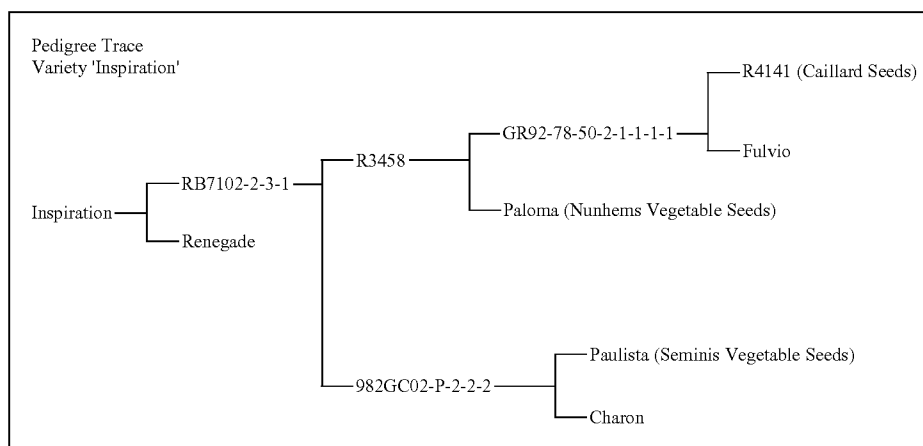 Pedigree Trace
Variety 'Inspiration'
R4141 (Caillard Seeds)
GR92-78-50-2-1-1-1-1
Fulvio
R3458
RB7102-2-3-1
Paloma (Nunhems Vegetable Seeds)
Inspiration
Renegade
Paulista (Seminis Vegetable Seeds)
982GC02-P-2-2-2
Charon